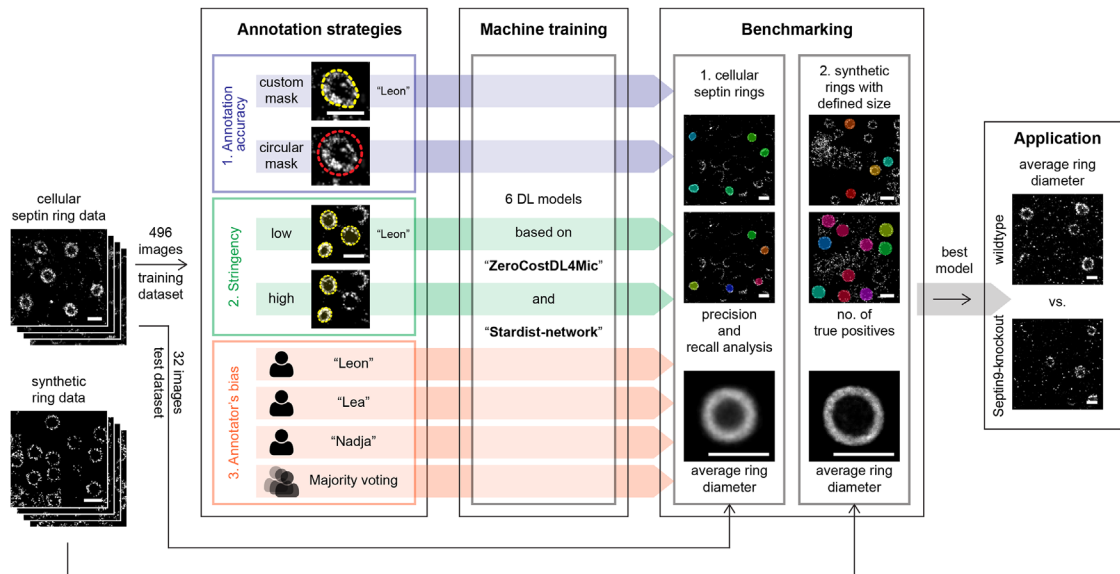 cellular
septin ring data
496
images
training
dataset
32 images
test dataset
synthetic
ring data
Annotation strategies
1. Annotation
accuracy
custom
mask
"Leon"
circular
mask
2. Stringency
low
"Leon"
high
3. Annotator's bias
"Leon"
"Lea"
"Nadja"
Majority voting
Machine training
6 DL models
based on
"ZeroCostDL4Mic"
and
"Stardist-network"
Benchmarking
1. cellular
septin rings
precision
and
recall analysis
average ring
diameter
2. synthetic
rings with
defined size
no. of
true positives
average ring
diameter
best
model
Application
average ring
diameter
wildtype
vs.
Septin9-knockout